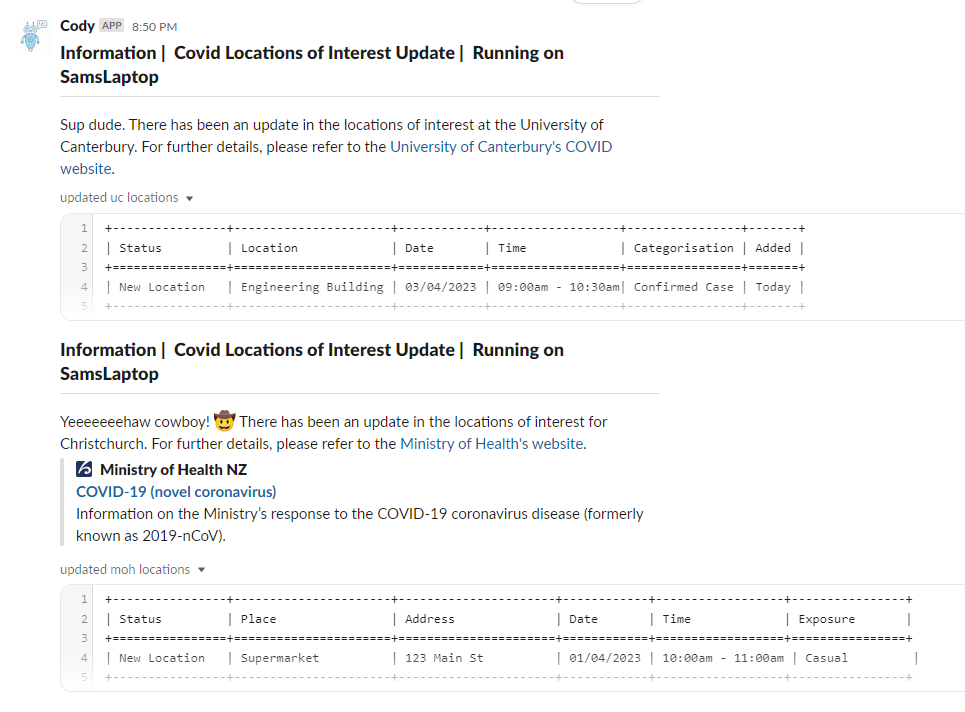 Cody APP 8:50 PM
Information | Covid Locations of Interest Update | Running on
SamsLaptop
Sup dude. There has been an update in the locations of interest at the University of
Canterbury. For further details, please refer to the University of Canterbury's COVID
website.
updated uc locations ▼
1 +----------------+----------------------+------------+------------------+----------------+-------+
2 | Status | Location | Date | Time | Categorisation | Added |
3 +================+======================+============+==================+================+=======+
4 | New Location | Engineering Building | 03/04/2023 | 09:00am - 10:30am| Confirmed Case | Today |
5 +----------------+----------------------+------------+------------------+----------------+-------+
Information | Covid Locations of Interest Update | Running on
SamsLaptop
Yeeeeeeehaw cowboy! 🤠 There has been an update in the locations of interest for
Christchurch. For further details, please refer to the Ministry of Health's website.
Ministry of Health NZ
COVID-19 (novel coronavirus)
Information on the Ministry's response to the COVID-19 coronavirus disease (formerly
known as 2019-nCoV).
updated moh locations ▼
1 +----------------+----------------------+----------------------+------------+------------------+----------------+
2 | Status | Place | Address | Date | Time | Exposure |
3 +================+======================+======================+============+==================+================+
4 | New Location | Supermarket | 123 Main St | 01/04/2023 | 10:00am - 11:00am | Casual |
5 +----------------+----------------------+----------------------+------------+------------------+----------------+